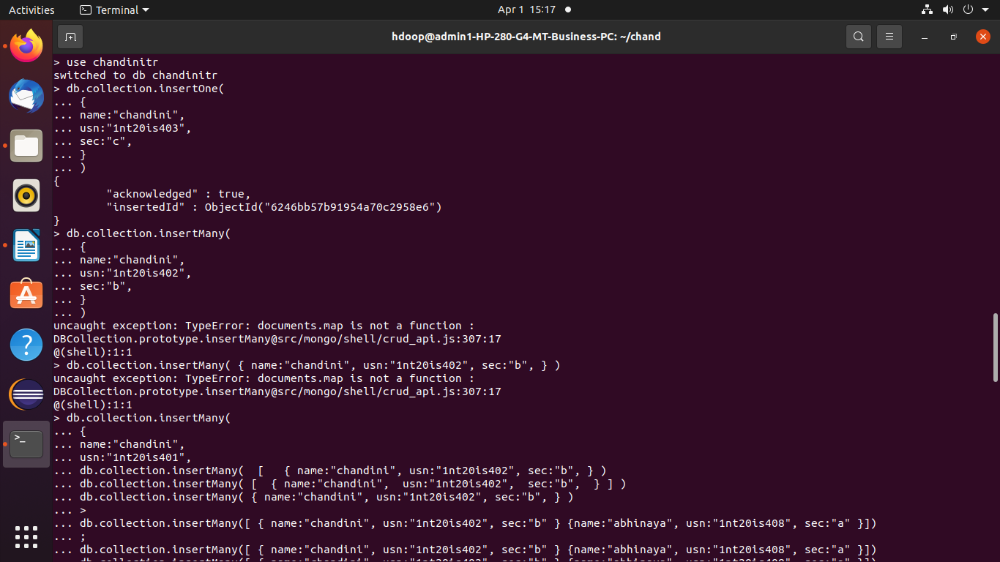 Activities
Terminal
Apr 1 15:17
hdoop@admin1-HP-280-G4-MT-Business-PC: ~/chand
> use chandinitr
switched to db chandinitr
> db.collection.insertOne(
... {
... name:"chandini",
... usn:"1nt20is403",
... sec:"c",
... }
... )
{
        "acknowledged" : true,
        "insertedId" : ObjectId("6246bb57b91954a70c2958e6")
}
> db.collection.insertMany(
... {
... name:"chandini",
... usn:"1nt20is402",
... sec:"b",
... }
... )
uncaught exception: TypeError: documents.map is not a function :
DBCollection.prototype.insertMany@src/mongo/shell/crud_api.js:307:17
@(shell):1:1
> db.collection.insertMany( { name:"chandini", usn:"1nt20is402", sec:"b", } )
uncaught exception: TypeError: documents.map is not a function :
DBCollection.prototype.insertMany@src/mongo/shell/crud_api.js:307:17
@(shell):1:1
> db.collection.insertMany(
... {
... name:"chandini",
... usn:"1nt20is401",
... db.collection.insertMany(  [   { name:"chandini", usn:"1nt20is402", sec:"b", } )
... db.collection.insertMany( [  { name:"chandini",  usn:"1nt20is402",  sec:"b",  } ] )
... db.collection.insertMany( { name:"chandini", usn:"1nt20is402", sec:"b", } )
... >
... db.collection.insertMany([ { name:"chandini", usn:"1nt20is402", sec:"b" } {name:"abhinaya", usn:"1nt20is408", sec:"a" }])
... ;
... db.collection.insertMany([ { name:"chandini", usn:"1nt20is402", sec:"b" } {name:"abhinaya", usn:"1nt20is408", sec:"a" }])